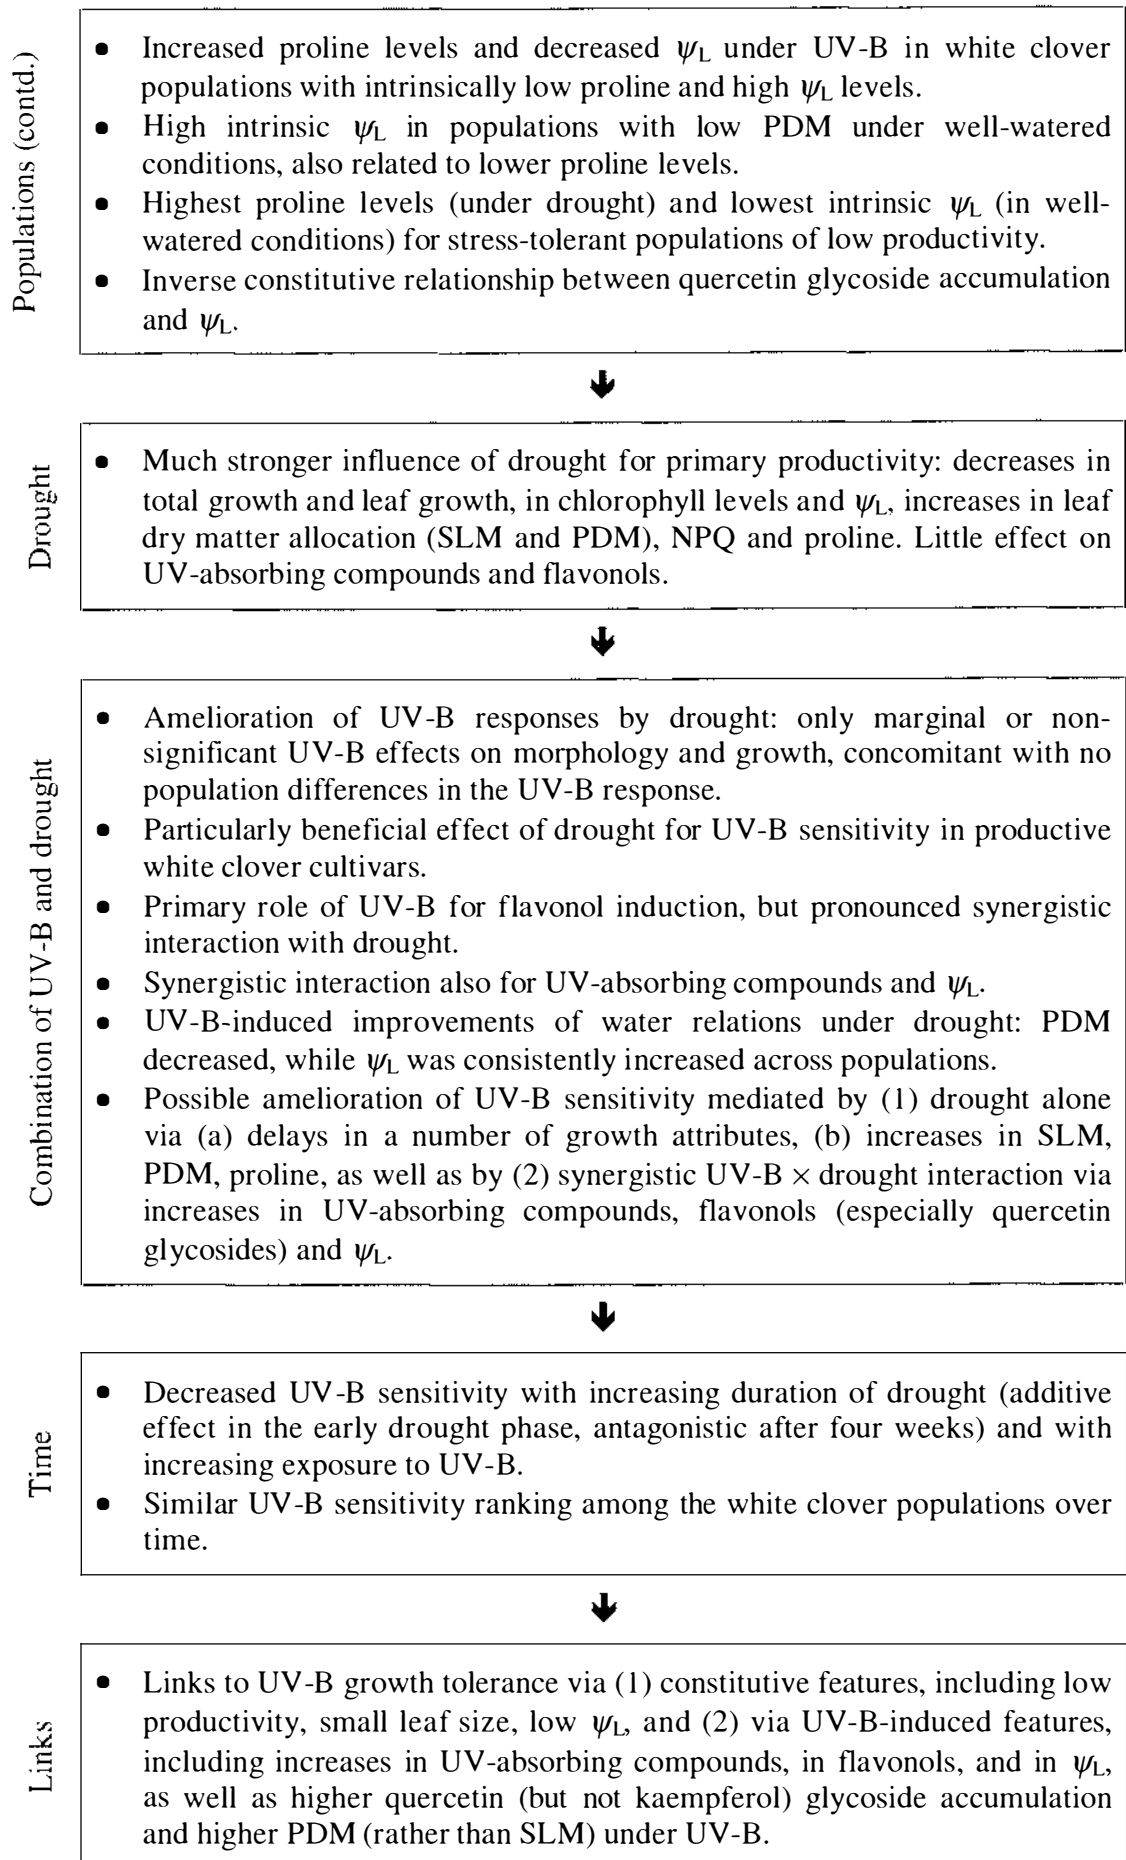 Populations (contd.)
• Increased proline levels and decreased ψL under UV-B in white clover
populations with intrinsically low proline and high ψL levels.
• High intrinsic ψL in populations with low PDM under well-watered
conditions, also related to lower proline levels.
• Highest proline levels (under drought) and lowest intrinsic ψL (in well-
watered conditions) for stress-tolerant populations of low productivity.
• Inverse constitutive relationship between quercetin glycoside accumulation
and ψL.
Drought
• Much stronger influence of drought for primary productivity: decreases in
total growth and leaf growth, in chlorophyll levels and ψL, increases in leaf
dry matter allocation (SLM and PDM), NPQ and proline. Little effect on
UV-absorbing compounds and flavonols.
Combination of UV-B and drought
• Amelioration of UV-B responses by drought: only marginal or non-
significant UV-B effects on morphology and growth, concomitant with no
population differences in the UV-B response.
• Particularly beneficial effect of drought for UV-B sensitivity in productive
white clover cultivars.
• Primary role of UV-B for flavonol induction, but pronounced synergistic
interaction with drought.
• Synergistic interaction also for UV-absorbing compounds and ψL.
• UV-B-induced improvements of water relations under drought: PDM
decreased, while ψL was consistently increased across populations.
• Possible amelioration of UV-B sensitivity mediated by (1) drought alone
via (a) delays in a number of growth attributes, (b) increases in SLM,
PDM, proline, as well as by (2) synergistic UV-B × drought interaction via
increases in UV-absorbing compounds, flavonols (especially quercetin
glycosides) and ψL.
Time
• Decreased UV-B sensitivity with increasing duration of drought (additive
effect in the early drought phase, antagonistic after four weeks) and with
increasing exposure to UV-B.
• Similar UV-B sensitivity ranking among the white clover populations over
time.
Links
• Links to UV-B growth tolerance via (1) constitutive features, including low
productivity, small leaf size, low ψL, and (2) via UV-B-induced features,
including increases in UV-absorbing compounds, in flavonols, and in ψL,
as well as higher quercetin (but not kaempferol) glycoside accumulation
and higher PDM (rather than SLM) under UV-B.